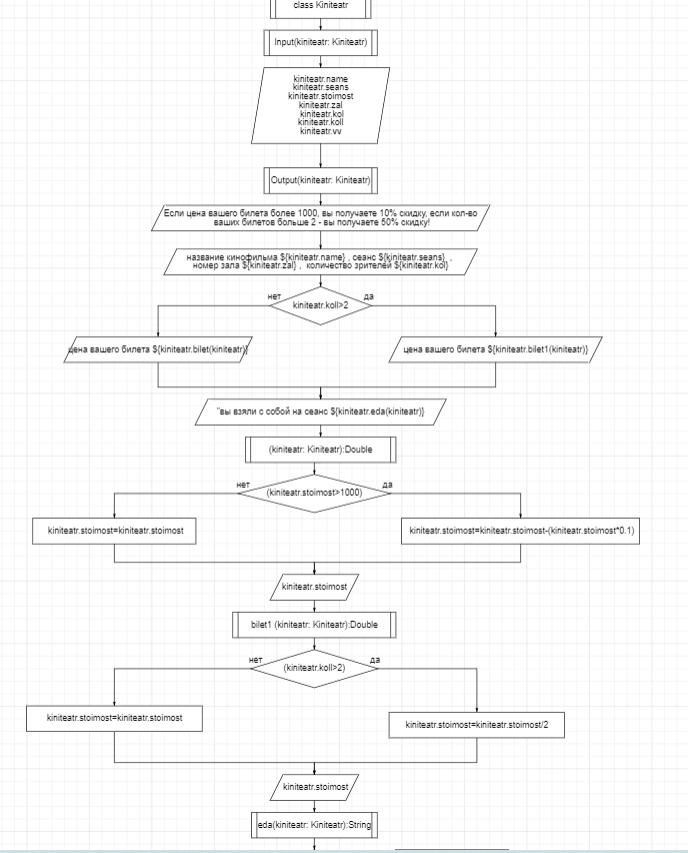 class Kiniteatr
Input(kiniteatr: Kiniteatr)
kiniteatr.name
kiniteatr.seans
kiniteatr.stoimost
kiniteatr.zal
kiniteatr.kol
kiniteatr.koll
kiniteatr.vv
Output(kiniteatr: Kiniteatr)
Если цена вашего билета более 1000, вы получаете 10% скидку, если кол-во
ваших билетов больше 2 - вы получаете 50% скидку!
название кинофильма ${kiniteatr.name} , сеанс ${kiniteatr.seans} ,
номер зала ${kiniteatr.zal} , количество зрителей ${kiniteatr.kol}
нет
да
kiniteatr.koll>2
цена вашего билета ${kiniteatr.bilet(kiniteatr)}
цена вашего билета ${kiniteatr.bilet1(kiniteatr)}
"вы взяли с собой на сеанс ${kiniteatr.eda(kiniteatr)}
(kiniteatr: Kiniteatr):Double
нет
да
(kiniteatr.stoimost>1000)
kiniteatr.stoimost=kiniteatr.stoimost
kiniteatr.stoimost=kiniteatr.stoimost-(kiniteatr.stoimost*0.1)
kiniteatr.stoimost
bilet1 (kiniteatr: Kiniteatr):Double
нет
да
(kiniteatr.koll>2)
kiniteatr.stoimost=kiniteatr.stoimost
kiniteatr.stoimost=kiniteatr.stoimost/2
kiniteatr.stoimost
eda(kiniteatr: Kiniteatr):String